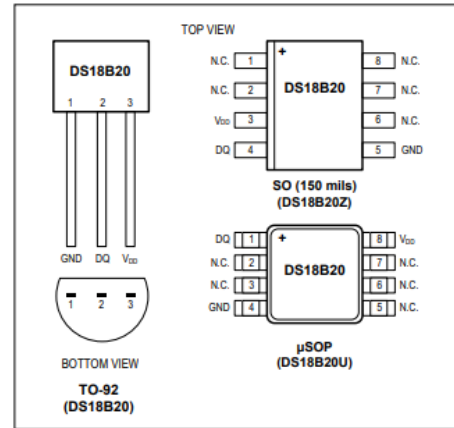 TOP VIEW
DS18B20
1 2 3
GND DQ VDD
1 2 3
BOTTOM VIEW
TO-92
(DS18B20)
+
N.C. 1 8 N.C.
N.C. 2 DS18B20 7 N.C.
VDD 3 6 N.C.
DQ 4 5 GND
SO (150 mils)
(DS18B20Z)
+
DQ 1 8 VDD
N.C. 2 DS18B20 7 N.C.
N.C. 3 6 N.C.
GND 4 5 N.C.
µSOP
(DS18B20U)